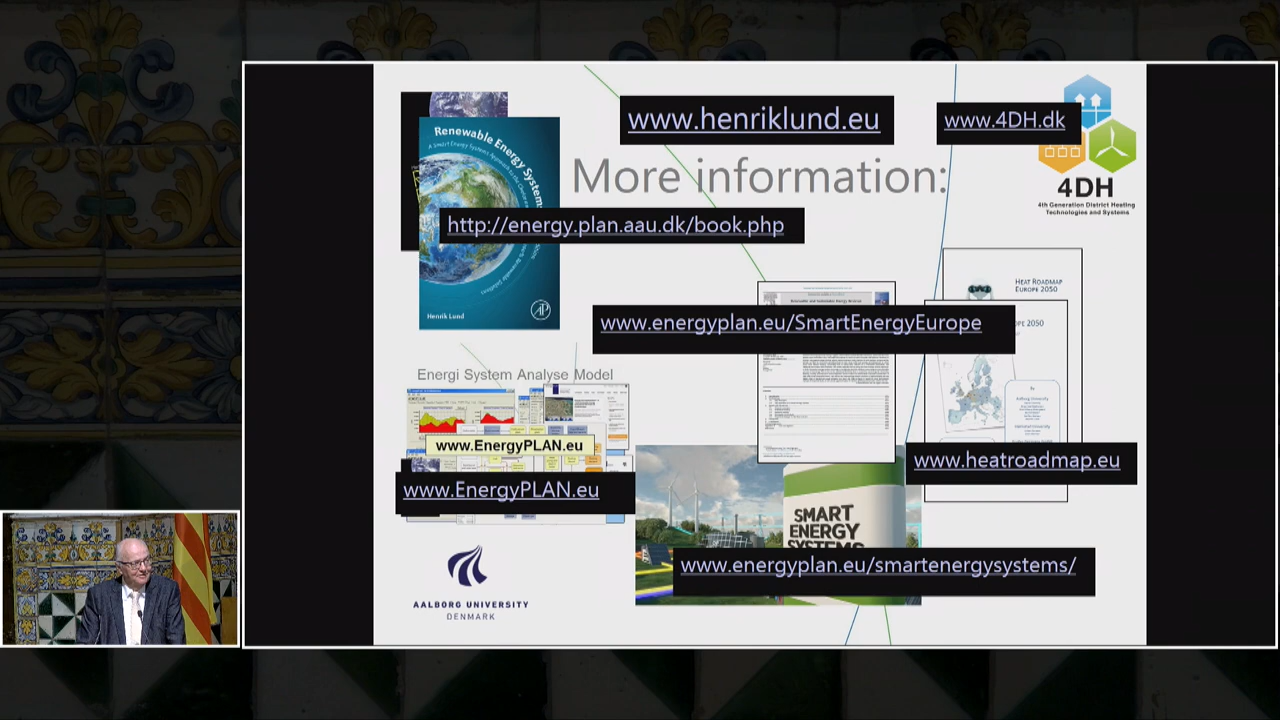 www.henriklund.eu
www.4DH.dk
Renewable Energy Systems
More information:
4DH
4th Generation District Heating
Technologies and Systems
http://energy.plan.aau.dk/book.php
HEAT ROADMAP
EUROPE 2050
Henrik Lund
www.energyplan.eu/SmartEnergyEurope
2050
Energi System Analyse Model
www.EnergyPLAN.eu
www.heatroadmap.eu
www.EnergyPLAN.eu
SMART
ENERGY
SYSTEMS
www.energyplan.eu/smartenergysystems/
AALBORG UNIVERSITY
DENMARK